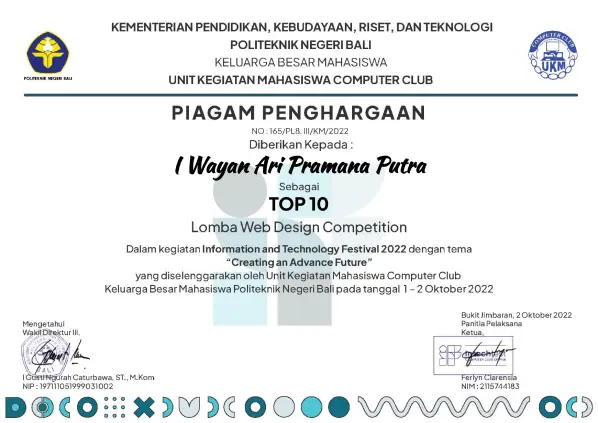 KEMENTERIAN PENDIDIKAN, KEBUDAYAAN, RISET, DAN TEKNOLOGI
POLITEKNIK NEGERI BALI
KELUARGA BESAR MAHASISWA
UNIT KEGIATAN MAHASISWA COMPUTER CLUB
POLITEKNIK NEGERI BALI
COMPUTER CLUB
UKM
PIAGAM PENGHARGAAN
NO : 165/PL8. III/KM/2022
Diberikan Kepada :
I Wayan Ari Pramana Putra
Sebagai
TOP 10
Lomba Web Design Competition
Dalam kegiatan Information and Technology Festival 2022 dengan tema
“Creating an Advance Future”
yang diselenggarakan oleh Unit Kegiatan Mahasiswa Computer Club
Keluarga Besar Mahasiswa Politeknik Negeri Bali pada tanggal 1 - 2 Oktober 2022
Mengetahui
Wakil Direktur III,
I Gusti Ngurah Caturbawa, ST., M.Kom
NIP : 197111051999031002
Bukit Jimbaran, 2 Oktober 2022
Panitia Pelaksana
Ketua,
Ferlyn Clarensia
NIM : 2115744183